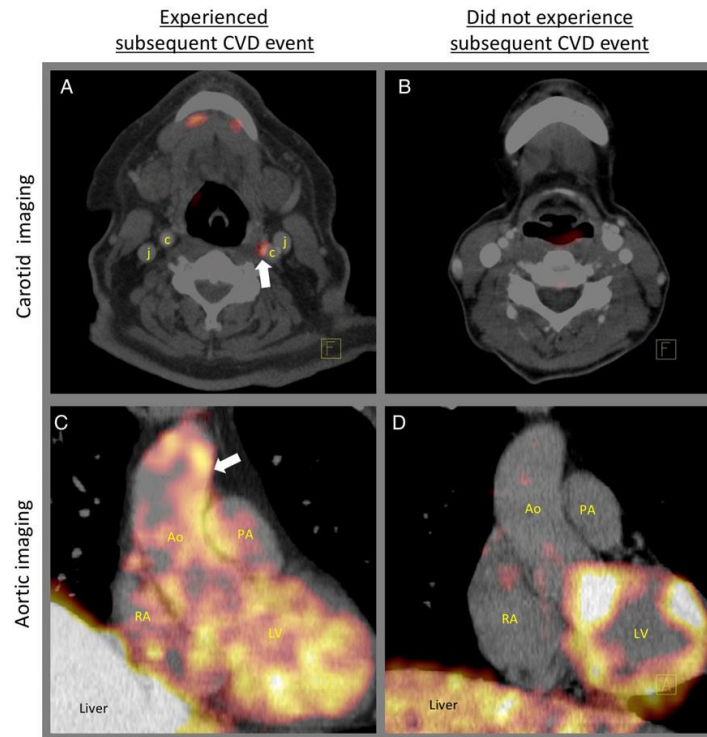 Experienced
subsequent CVD event
Did not experience
subsequent CVD event
Carotid imaging
A
j
c
c
j
F
B
F
Aortic imaging
C
Ao
PA
RA
LV
Liver
D
Ao
PA
RA
LV
Liver